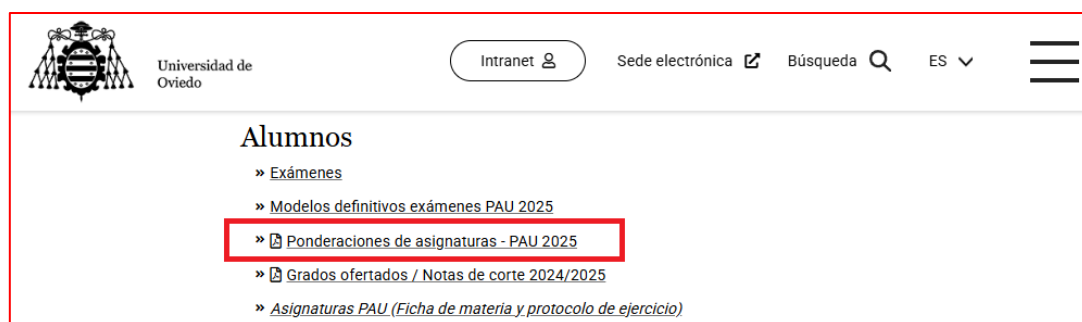 Universidad de
Oviedo
Intranet
Sede electrónica
Búsqueda
ES
Alumnos
» Exámenes
» Modelos definitivos exámenes PAU 2025
» Ponderaciones de asignaturas - PAU 2025
» Grados ofertados / Notas de corte 2024/2025
» Asignaturas PAU (Ficha de materia y protocolo de ejercicio)